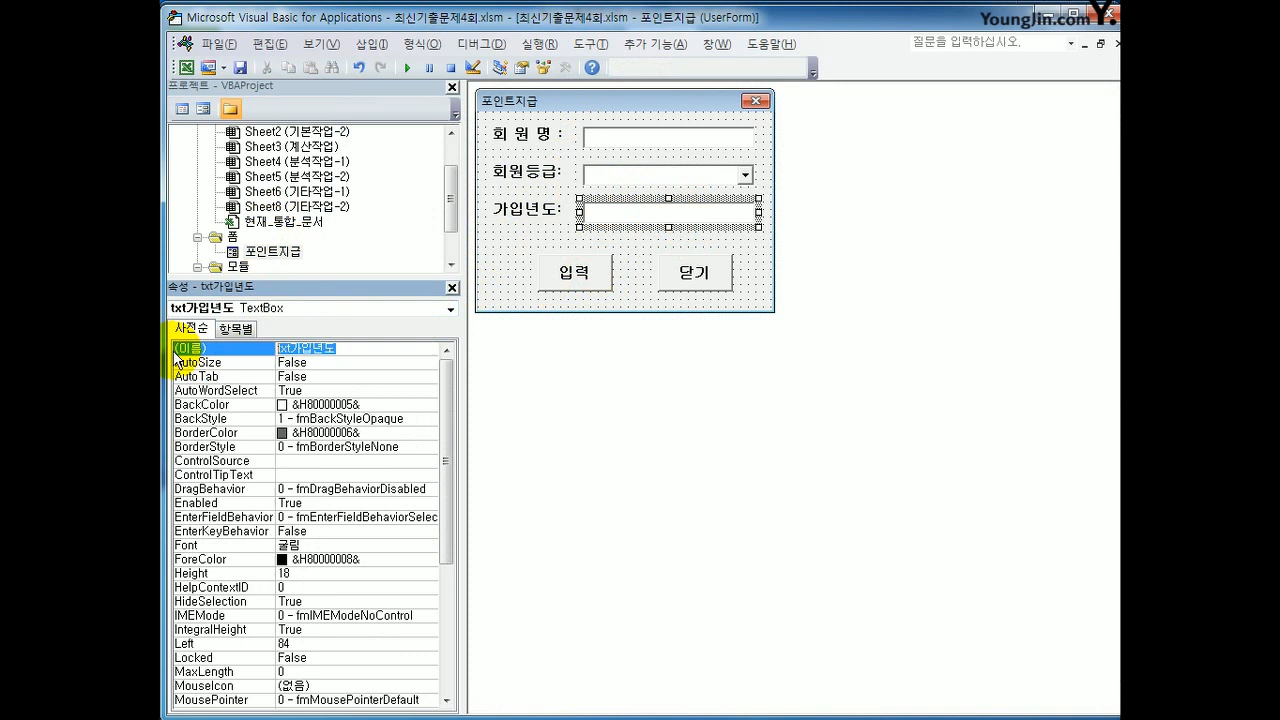 Microsoft Visual Basic for Applications - 최신기출문제4회.xlsm - [최신기출문제4회.xlsm - 포인트지급 (UserForm)]
YoungJin.com Y.
파일(F) 편집(E) 보기(V) 삽입(I) 형식(O) 디버그(D) 실행(R) 도구(T) 추가 기능(A) 창(W) 도움말(H) 질문을 입력하십시오.
프로젝트 - VBAProject
Sheet2 (기본작업-2)
Sheet3 (계산작업)
Sheet4 (분석작업-1)
Sheet5 (분석작업-2)
Sheet6 (기타작업-1)
Sheet8 (기타작업-2)
현재_통합_문서
폼
포인트지급
모듈
속성 - txt가입년도
txt가입년도 TextBox
사전순 항목별
(이름) txt가입년도
AutoSize False
AutoTab False
AutoWordSelect True
BackColor &H80000005&
BackStyle 1 - fmBackStyleOpaque
BorderColor &H80000006&
BorderStyle 0 - fmBorderStyleNone
ControlSource
ControlTipText
DragBehavior 0 - fmDragBehaviorDisabled
Enabled True
EnterFieldBehavior 0 - fmEnterFieldBehaviorSelec
EnterKeyBehavior False
Font 굴림
ForeColor &H80000008&
Height 18
HelpContextID 0
HideSelection True
IMEMode 0 - fmIMEModeNoControl
IntegralHeight True
Left 84
Locked False
MaxLength 0
MouseIcon (없음)
MousePointer 0 - fmMousePointerDefault
포인트지급
회 원 명 :
회원등급:
가입년도:
입력 닫기